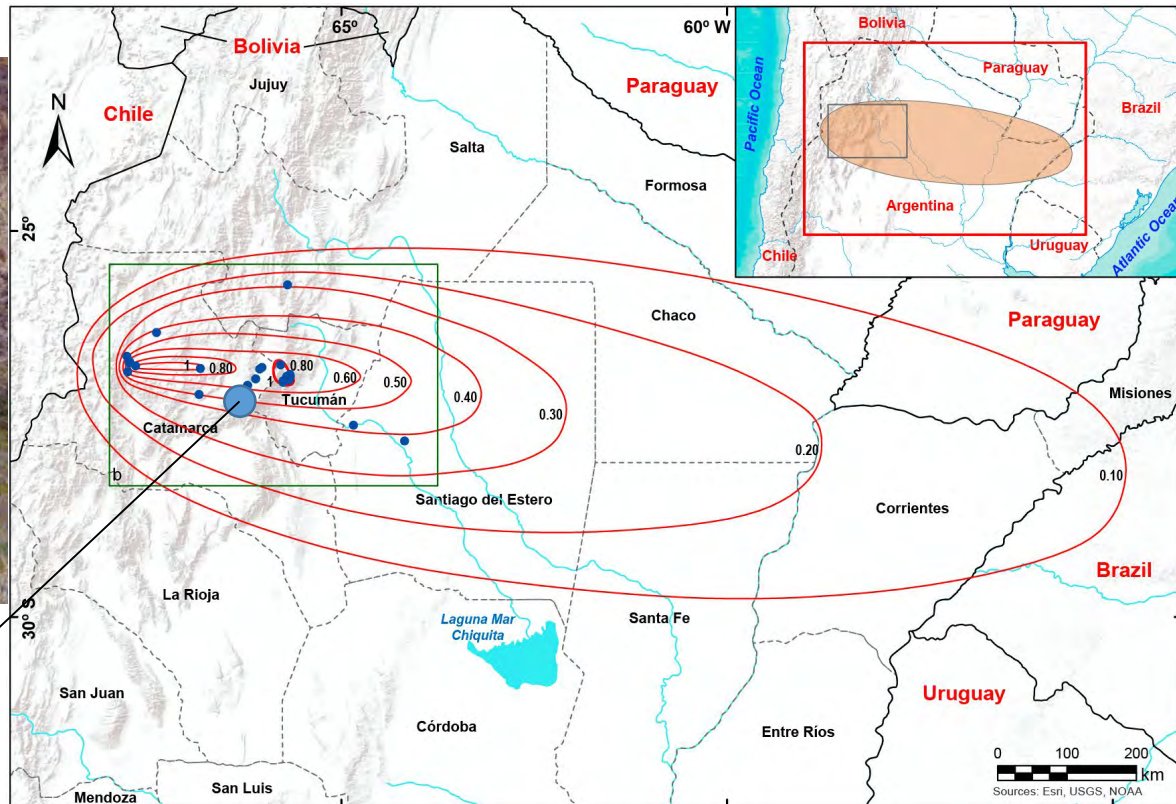 65º
60º W
Bolivia
Jujuy
Paraguay
Chile
N
Salta
Formosa
25º
Chaco
Paraguay
Misiones
1
0.80
0.80
1
0.60
0.50
0.40
0.30
0.20
0.10
Tucumán
Catamarca
b
Santiago del Estero
Corrientes
Brazil
La Rioja
Santa Fe
30º S
Laguna Mar
Chiquita
San Juan
Uruguay
Córdoba
Entre Ríos
San Luis
Mendoza
0 100 200
km
Sources: Esri, USGS, NOAA
Bolivia
Paraguay
Brazil
Pacific Ocean
Argentina
Uruguay
Chile
Atlantic Ocean